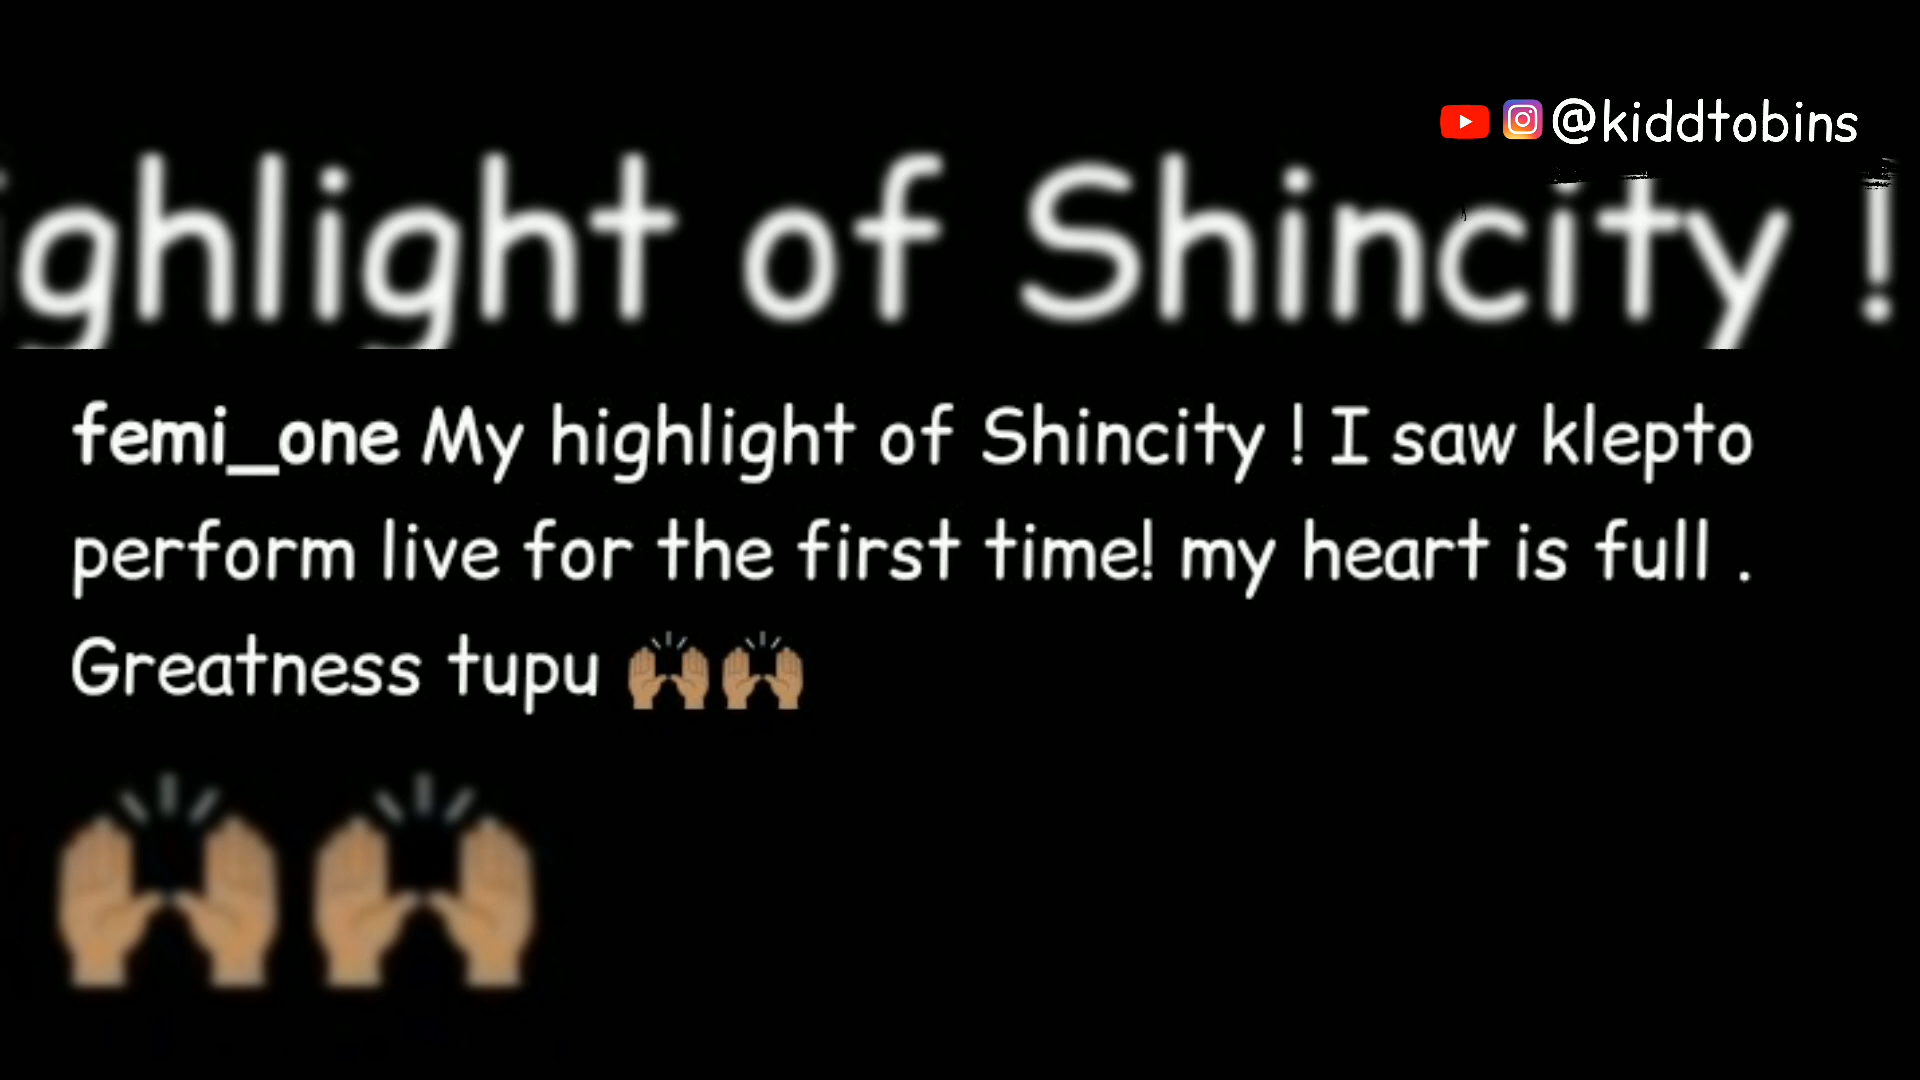 @kiddtobins
ighlight of Shincity !
femi_one My highlight of Shincity ! I saw klepto
perform live for the first time! my heart is full .
Greatness tupu 🙌🏽🙌🏽
🙌🏽🙌🏽